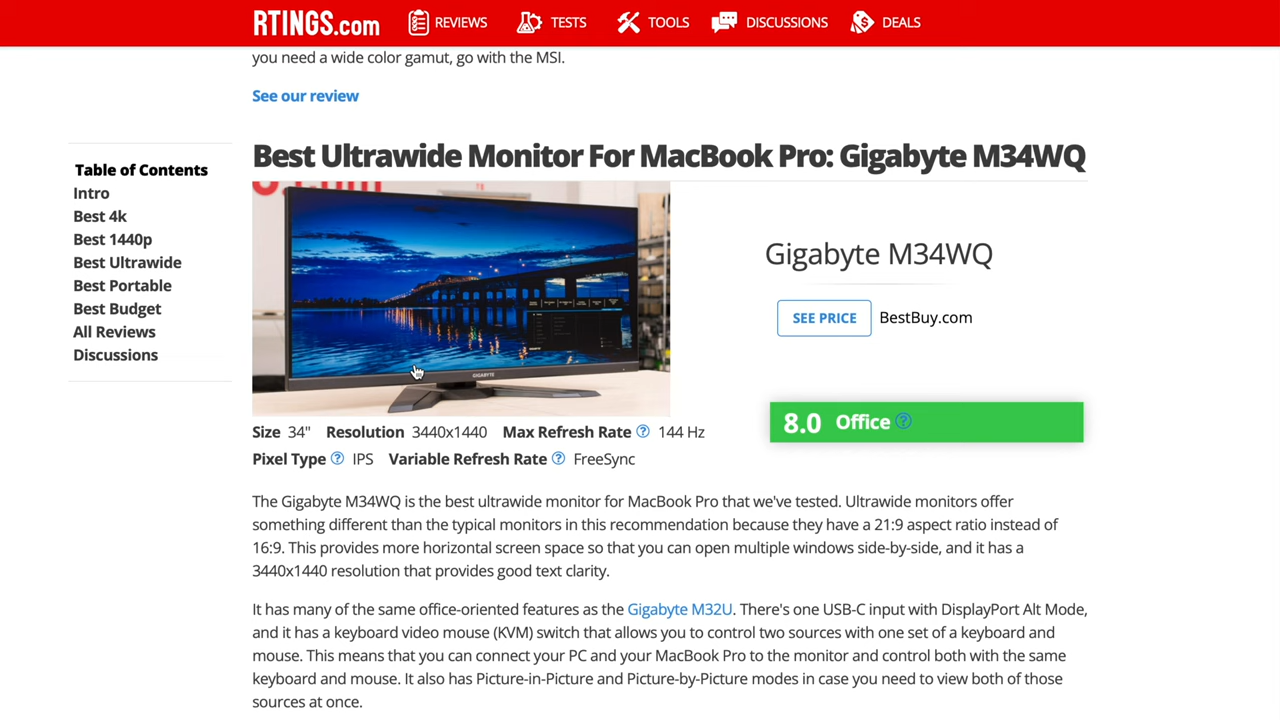 RTINGS.com REVIEWS TESTS TOOLS DISCUSSIONS DEALS
you need a wide color gamut, go with the MSI.
See our review
Table of Contents
Intro
Best 4k
Best 1440p
Best Ultrawide
Best Portable
Best Budget
All Reviews
Discussions
Best Ultrawide Monitor For MacBook Pro: Gigabyte M34WQ
GIGABYTE
Gigabyte M34WQ
SEE PRICE BestBuy.com
8.0 Office ?
Size 34" Resolution 3440x1440 Max Refresh Rate ? 144 Hz
Pixel Type ? IPS Variable Refresh Rate ? FreeSync
The Gigabyte M34WQ is the best ultrawide monitor for MacBook Pro that we've tested. Ultrawide monitors offer
something different than the typical monitors in this recommendation because they have a 21:9 aspect ratio instead of
16:9. This provides more horizontal screen space so that you can open multiple windows side-by-side, and it has a
3440x1440 resolution that provides good text clarity.
It has many of the same office-oriented features as the Gigabyte M32U. There's one USB-C input with DisplayPort Alt Mode,
and it has a keyboard video mouse (KVM) switch that allows you to control two sources with one set of a keyboard and
mouse. This means that you can connect your PC and your MacBook Pro to the monitor and control both with the same
keyboard and mouse. It also has Picture-in-Picture and Picture-by-Picture modes in case you need to view both of those
sources at once.